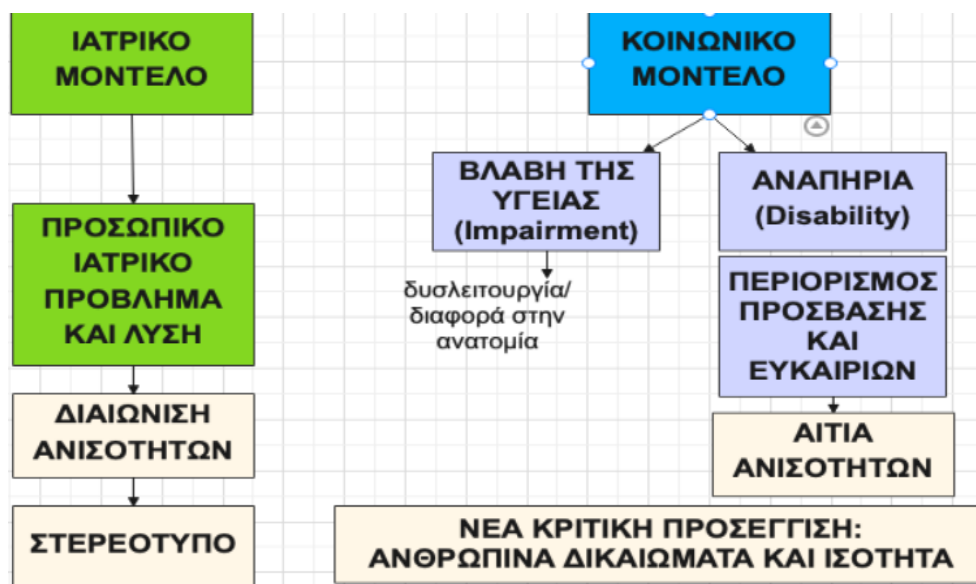 ΙΑΤΡΙΚΟ
ΜΟΝΤΕΛΟ
ΠΡΟΣΩΠΙΚΟ
ΙΑΤΡΙΚΟ
ΠΡΟΒΛΗΜΑ
ΚΑΙ ΛΥΣΗ
ΔΙΑΙΩΝΙΣΗ
ΑΝΙΣΟΤΗΤΩΝ
ΣΤΕΡΕΟΤΥΠΟ
ΚΟΙΝΩΝΙΚΟ
ΜΟΝΤΕΛΟ
ΒΛΑΒΗ ΤΗΣ
ΥΓΕΙΑΣ
(Impairment)
δυσλειτουργία/
διαφορά στην
ανατομία
ΑΝΑΠΗΡΙΑ
(Disability)
ΠΕΡΙΟΡΙΣΜΟΣ
ΠΡΟΣΒΑΣΗΣ
ΚΑΙ
ΕΥΚΑΙΡΙΩΝ
ΑΙΤΙΑ
ΑΝΙΣΟΤΗΤΩΝ
ΝΕΑ ΚΡΙΤΙΚΗ ΠΡΟΣΕΓΓΙΣΗ:
ΑΝΘΡΩΠΙΝΑ ΔΙΚΑΙΩΜΑΤΑ ΚΑΙ ΙΣΟΤΗΤΑ